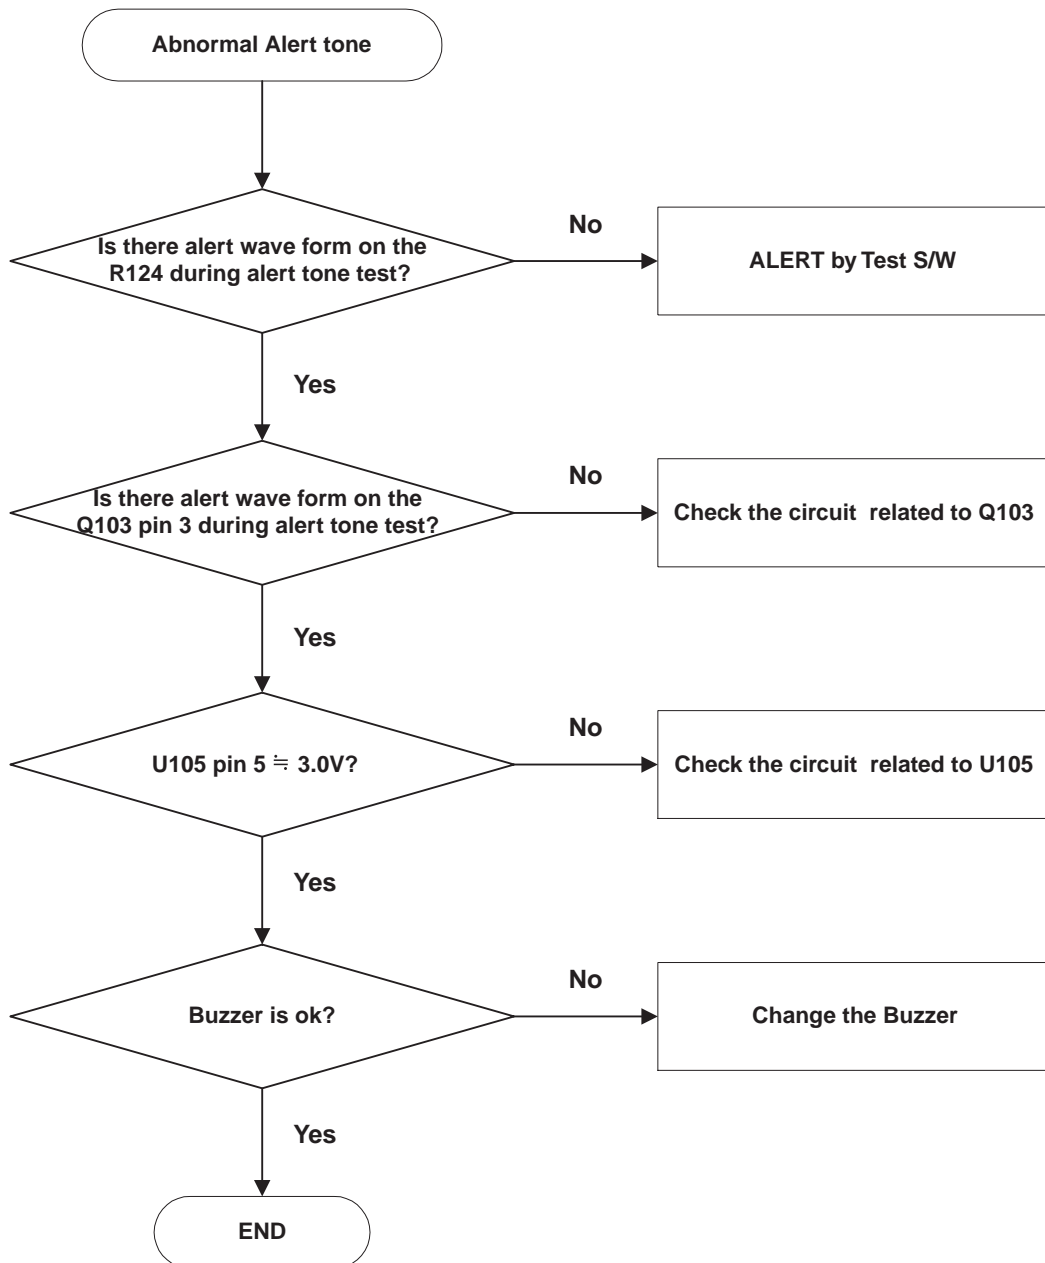 Abnormal Alert tone
Is there alert wave form on the
R124 during alert tone test?
No
ALERT by Test S/W
Yes
Is there alert wave form on the
Q103 pin 3 during alert tone test?
No
Check the circuit  related to Q103
Yes
U105 pin 5 ≒ 3.0V?
No
Check the circuit  related to U105
Yes
Buzzer is ok?
No
Change the Buzzer
Yes
END